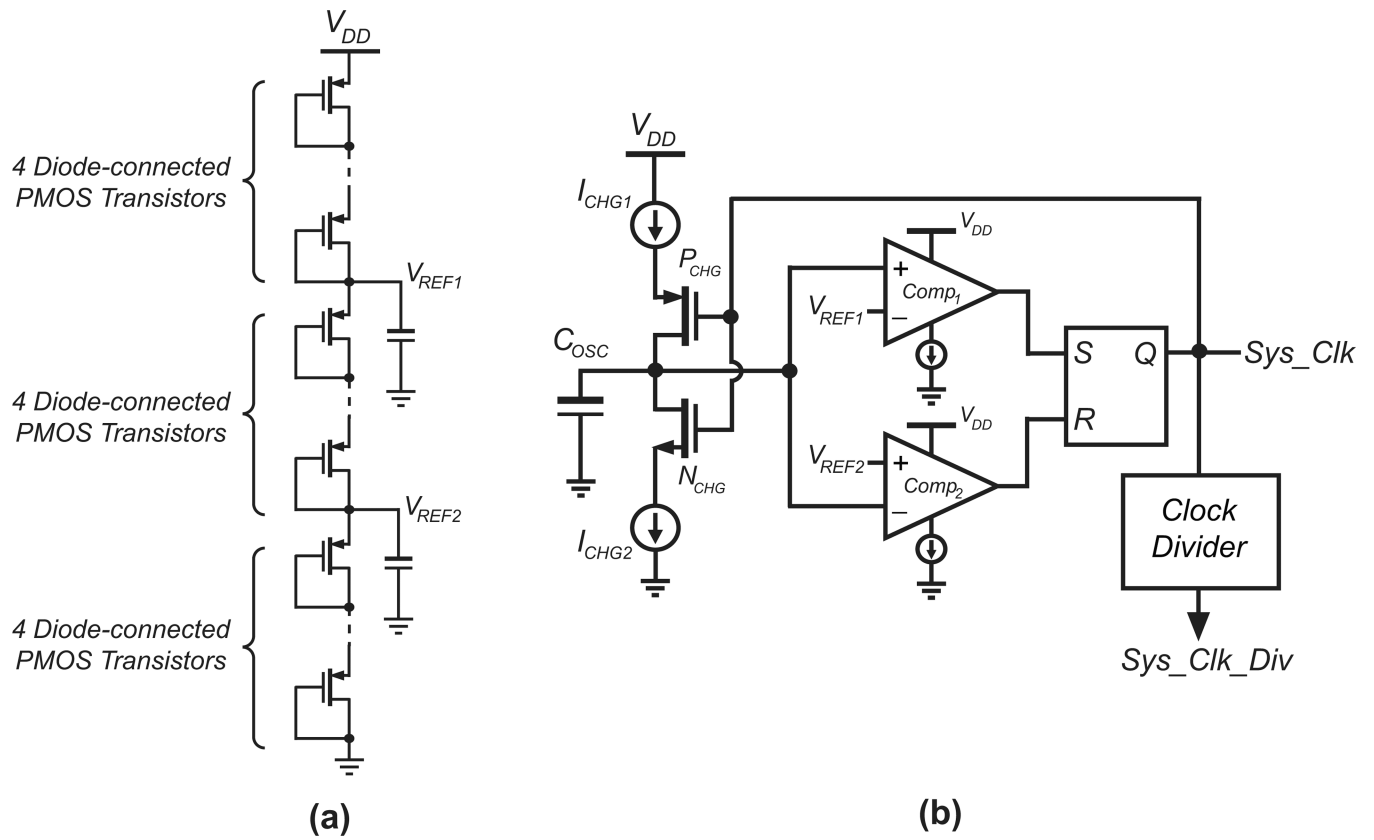 V_DD
4 Diode-connected
PMOS Transistors
V_REF1
4 Diode-connected
PMOS Transistors
V_REF2
4 Diode-connected
PMOS Transistors
(a)
V_DD
I_CHG1
P_CHG
C_OSC
N_CHG
I_CHG2
V_DD
+
Comp_1
V_REF1
–
V_DD
V_REF2
+
Comp_2
–
S Q
R
Sys_Clk
Clock
Divider
Sys_Clk_Div
(b)